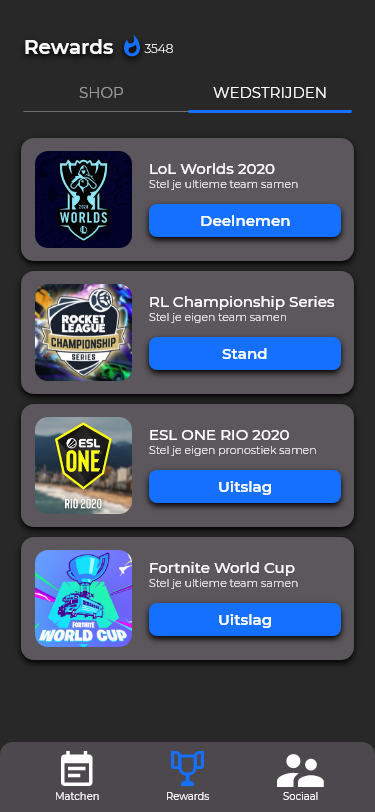 Rewards 3548
SHOP
WEDSTRIJDEN
2020
WORLDS
LoL Worlds 2020
Stel je ultieme team samen
Deelnemen
ROCKET
LEAGUE
CHAMPIONSHIP
SERIES
RL Championship Series
Stel je eigen team samen
Stand
ESL
ONE
RIO 2020
ESL ONE RIO 2020
Stel je eigen pronostiek samen
Uitslag
FORTNITE
WORLD CUP
Fortnite World Cup
Stel je ultieme team samen
Uitslag
Matchen
Rewards
Sociaal